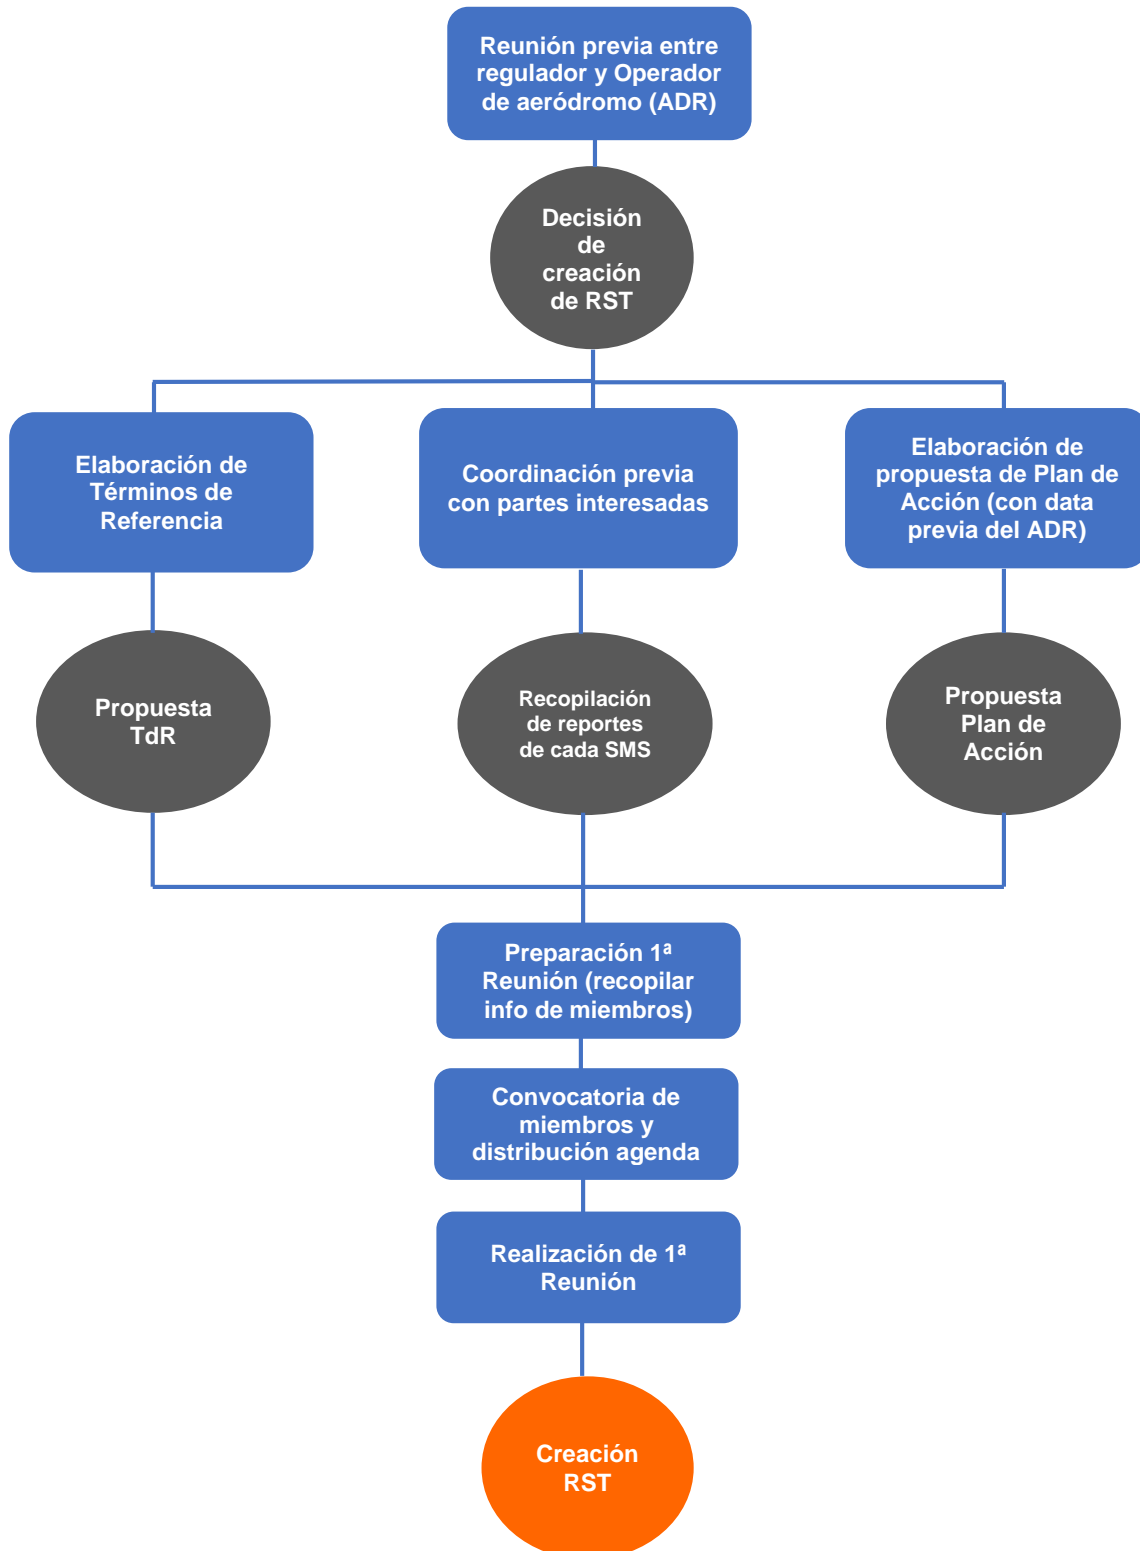 Reunión previa entre
regulador y Operador
de aeródromo (ADR)
Decisión
de
creación
de RST
Elaboración de
Términos de
Referencia
Coordinación previa
con partes interesadas
Elaboración de
propuesta de Plan de
Acción (con data
previa del ADR)
Propuesta
TdR
Recopilación
de reportes
de cada SMS
Propuesta
Plan de
Acción
Preparación 1ª
Reunión (recopilar
info de miembros)
Convocatoria de
miembros y
distribución agenda
Realización de 1ª
Reunión
Creación
RST